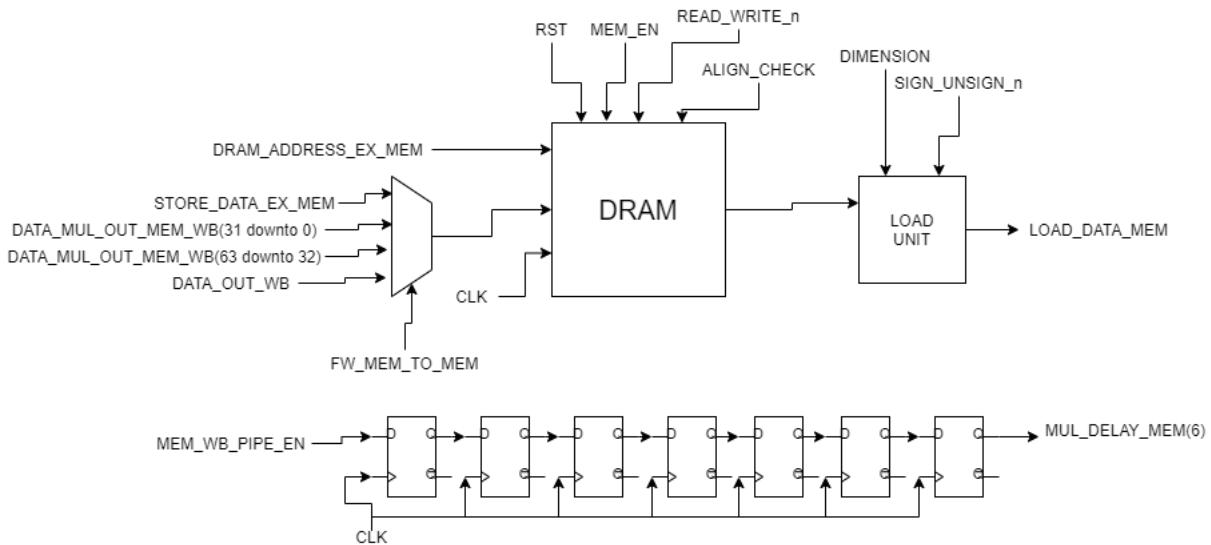 READ_WRITE_n
RST
MEM_EN
DIMENSION
ALIGN_CHECK
SIGN_UNSIGN_n
DRAM_ADDRESS_EX_MEM
STORE_DATA_EX_MEM
DRAM
LOAD
UNIT
DATA_MUL_OUT_MEM_WB(31 downto 0)
LOAD_DATA_MEM
DATA_MUL_OUT_MEM_WB(63 downto 32)
DATA_OUT_WB
CLK
FW_MEM_TO_MEM
D Q D Q D Q D Q D Q D Q D Q
MEM_WB_PIPE_EN
MUL_DELAY_MEM(6)
Q Q Q Q Q Q Q
CLK